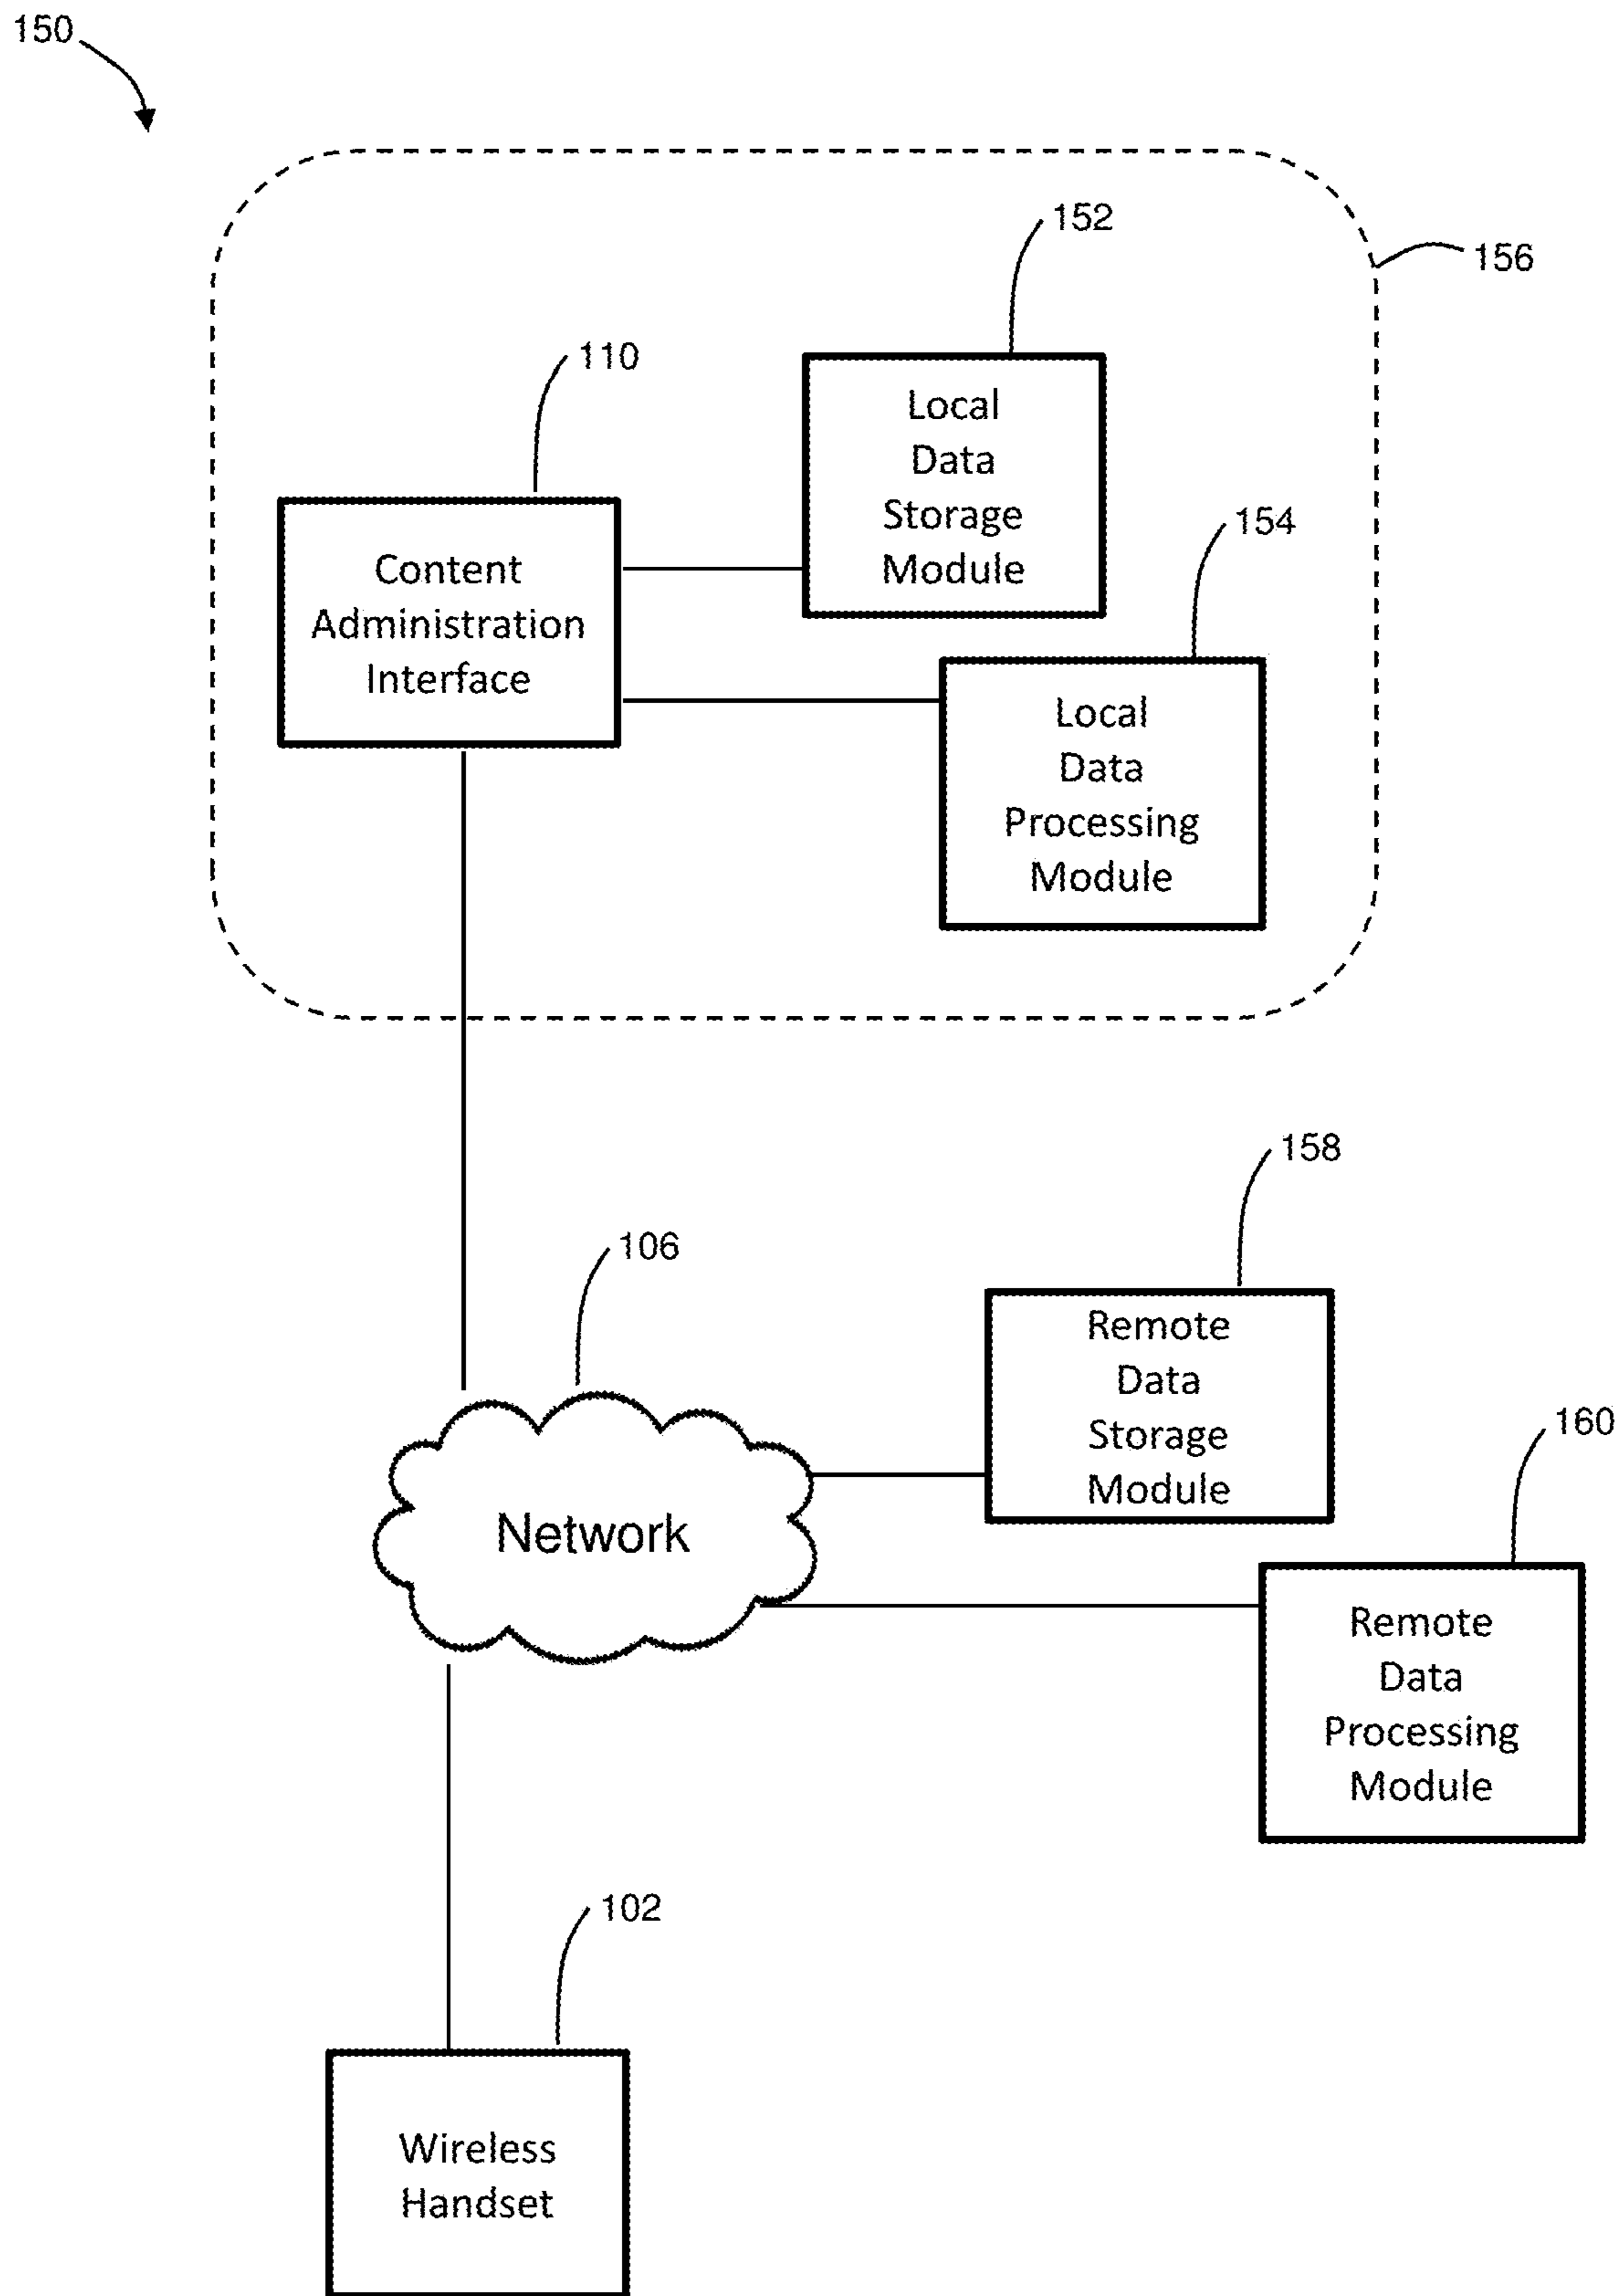 150
152
156
110
Local
Data
Storage
Module
154
Content
Administration
Interface
Local
Data
Processing
Module
158
106
Remote
Data
Storage
Module
160
Network
Remote
Data
Processing
Module
102
Wireless
Handset